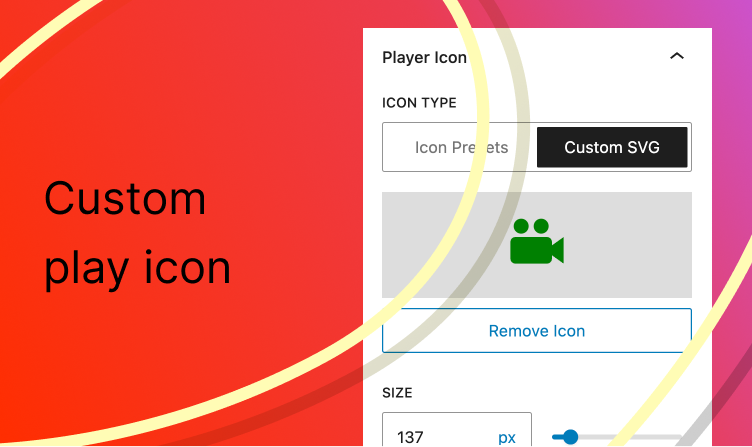 Custom
play icon
Player Icon
ICON TYPE
Icon Presets
Custom SVG
Remove Icon
SIZE
137 px